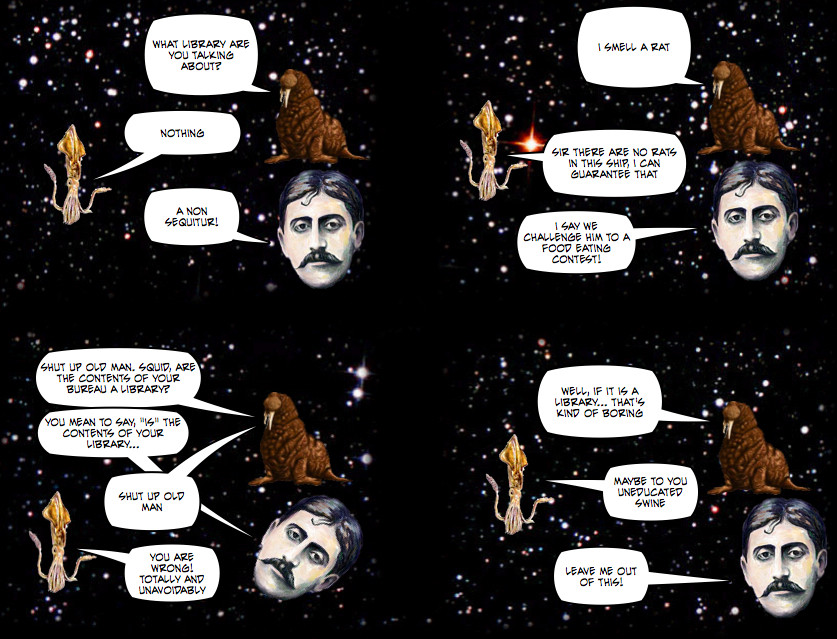 WHAT LIBRARY ARE
YOU TALKING
ABOUT?
NOTHING
A NON
SEQUITUR!
I SMELL A RAT
SIR THERE ARE NO RATS
IN THIS SHIP, I CAN
GUARANTEE THAT
I SAY WE
CHALLENGE HIM TO A
FOOD EATING
CONTEST!
SHUT UP OLD MAN. SQUID, ARE
THE CONTENTS OF YOUR
BUREAU A LIBRARY?
YOU MEAN TO SAY, "IS" THE
CONTENTS OF YOUR
LIBRARY...
SHUT UP OLD
MAN
YOU ARE
WRONG!
TOTALLY AND
UNAVOIDABLY
WELL, IF IT IS A
LIBRARY... THAT'S
KIND OF BORING
MAYBE TO YOU
UNEDUCATED
SWINE
LEAVE ME OUT
OF THIS!